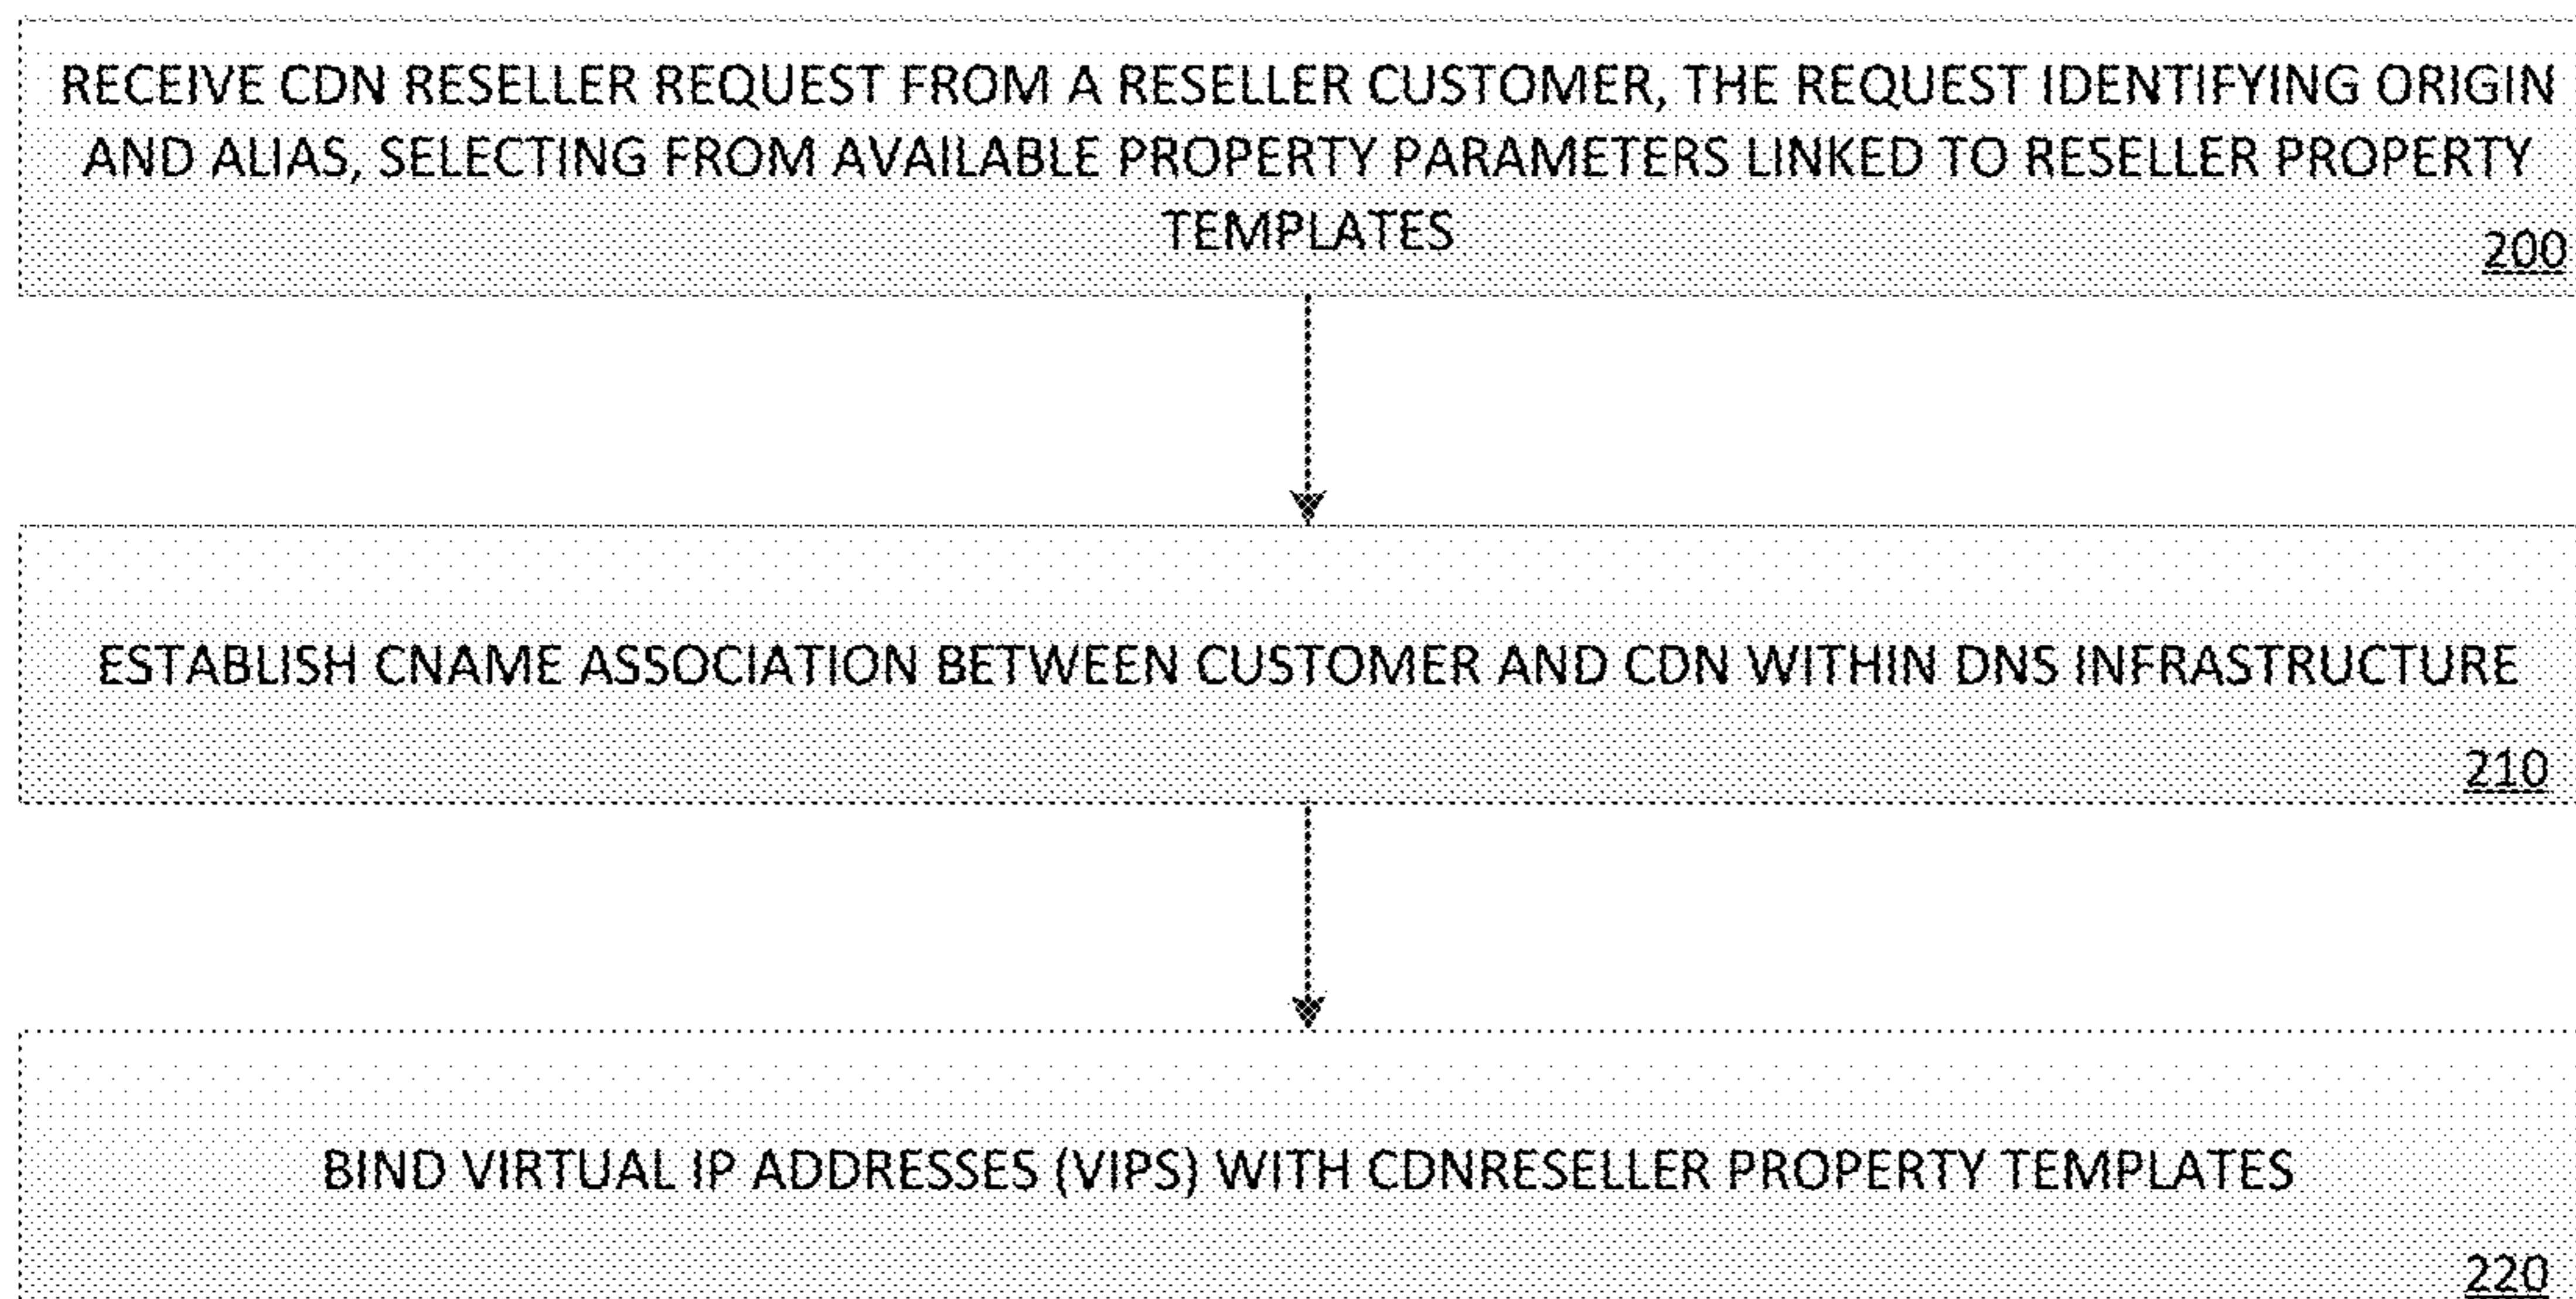 RECEIVE CDN RESELLER REQUEST FROM A RESELLER CUSTOMER, THE REQUEST IDENTIFYING ORIGIN
AND ALIAS, SELECTING FROM AVAILABLE PROPERTY PARAMETERS LINKED TO RESELLER PROPERTY
TEMPLATES
200
ESTABLISH CNAME ASSOCIATION BETWEEN CUSTOMER AND CDN WITHIN DNS INFRASTRUCTURE
210
BIND VIRTUAL IP ADDRESSES (VIPS) WITH CDNRESELLER PROPERTY TEMPLATES
220